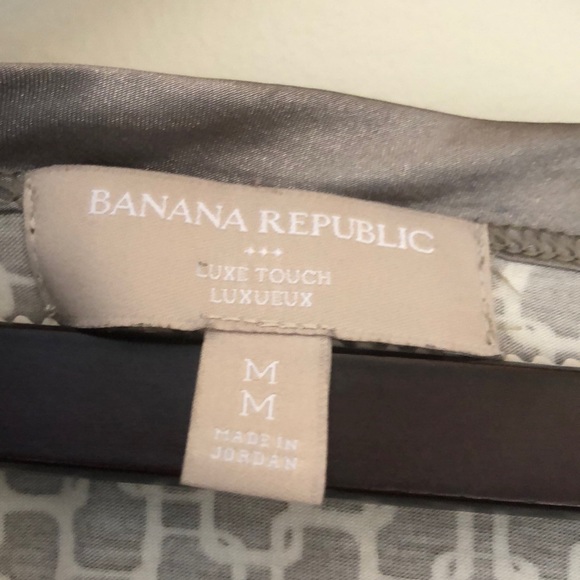 BANANA REPUBLIC
LUXE TOUCH
LUXUEUX
M
M
MADE IN
JORDAN